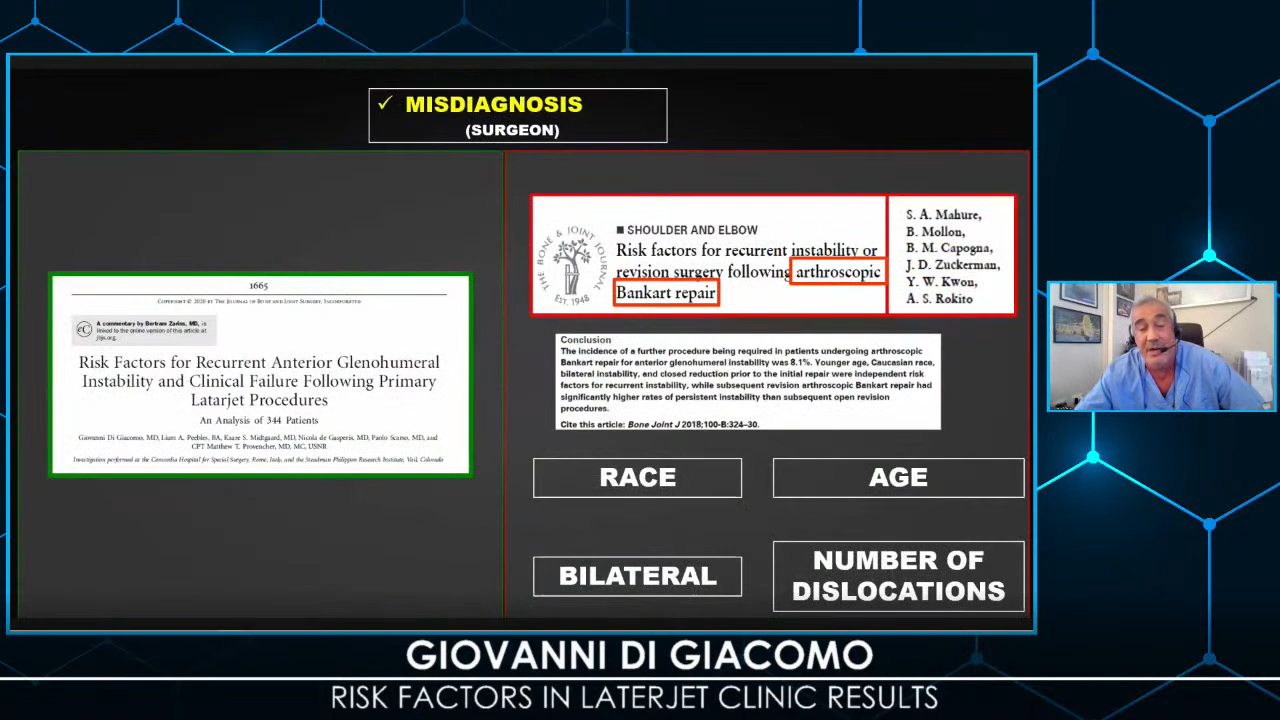 ✓ MISDIAGNOSIS
(SURGEON)
1665
COPYRIGHT © 2020 BY THE JOURNAL OF BONE AND JOINT SURGERY, INCORPORATED
A commentary by Bertram Zarins, MD, is
linked to the online version of this article at
jbjs.org.
Risk Factors for Recurrent Anterior Glenohumeral
Instability and Clinical Failure Following Primary
Latarjet Procedures
An Analysis of 344 Patients
Giovanni Di Giacomo, MD, Liam A. Peebles, BA, Kaare S. Midtgaard, MD, Nicola de Gasperis, MD, Paolo Scarso, MD, and
CPT Matthew T. Provencher, MD, MC, USNR
Investigation performed at the Concordia Hospital for Special Surgery, Rome, Italy, and the Steadman Philippon Research Institute, Vail, Colorado
THE BONE & JOINT JOURNAL
EST. 1948
■ SHOULDER AND ELBOW
Risk factors for recurrent instability or
revision surgery following arthroscopic
Bankart repair
S. A. Mahure,
B. Mollon,
B. M. Capogna,
J. D. Zuckerman,
Y. W. Kwon,
A. S. Rokito
Conclusion
The incidence of a further procedure being required in patients undergoing arthroscopic
Bankart repair for anterior glenohumeral instability was 8.1%. Younger age, Caucasian race,
bilateral instability, and closed reduction prior to the initial repair were independent risk
factors for recurrent instability, while subsequent revision arthroscopic Bankart repair had
significantly higher rates of persistent instability than subsequent open revision
procedures.
Cite this article: Bone Joint J 2018;100-B:324–30.
RACE
AGE
BILATERAL
NUMBER OF
DISLOCATIONS
GIOVANNI DI GIACOMO
RISK FACTORS IN LATERJET CLINIC RESULTS